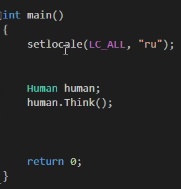 int main()
{
setlocale(LC_ALL, "ru");
Human human;
human.Think();
return 0;
}